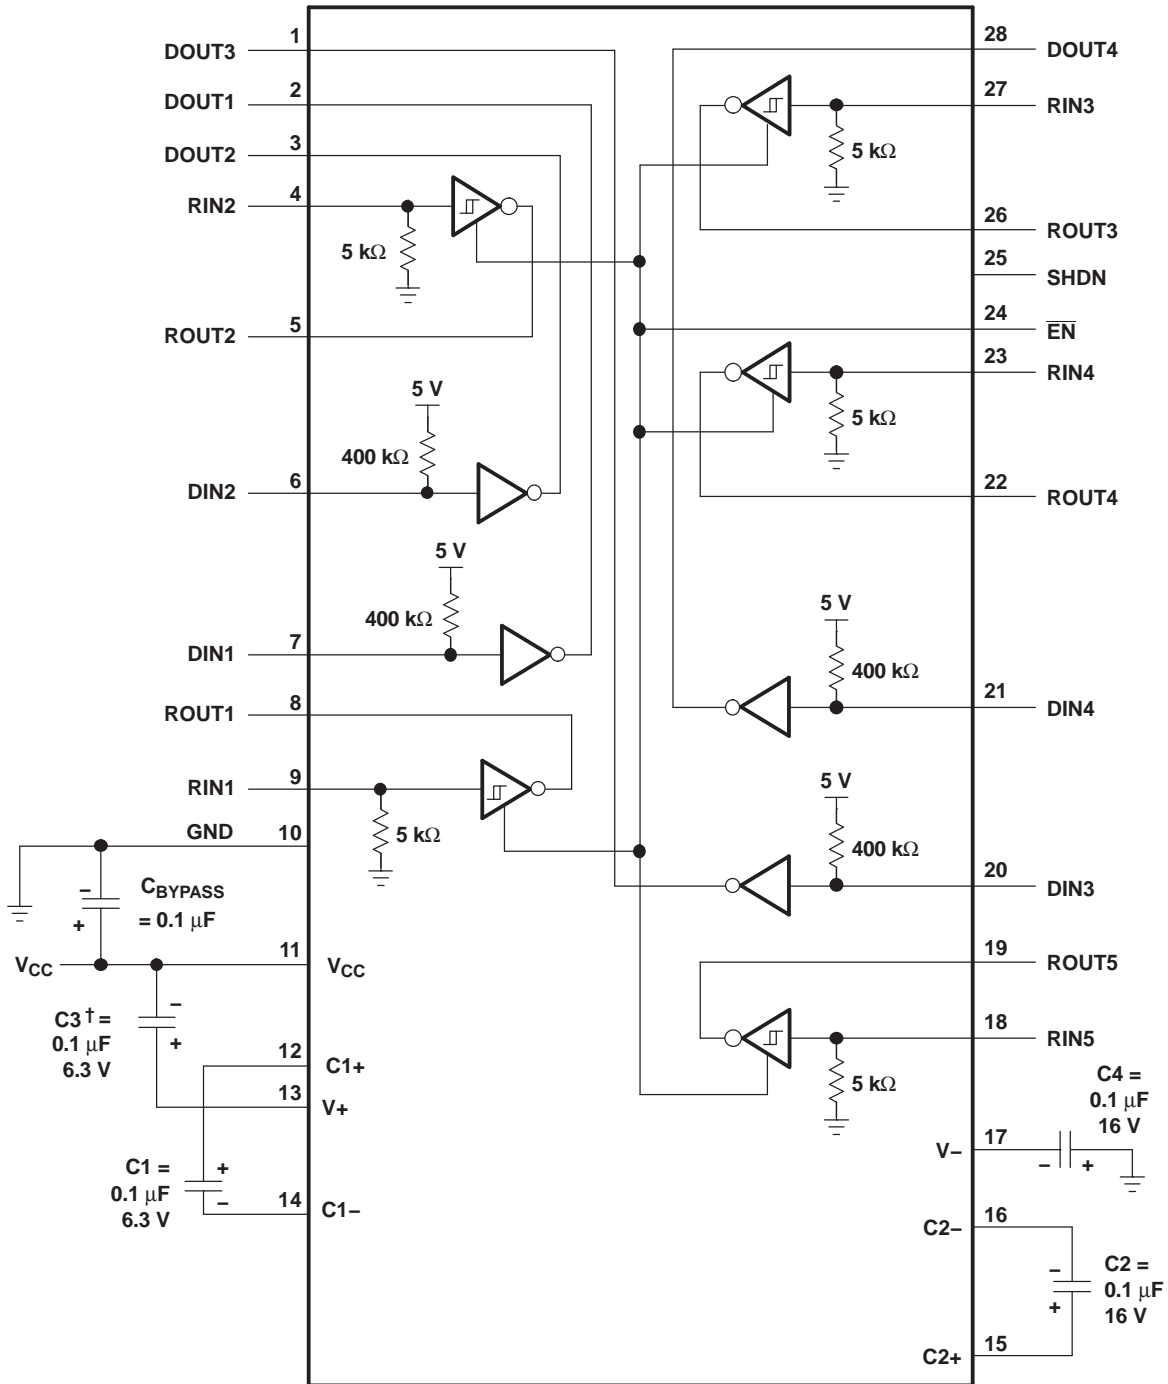 1
DOUT3
2
DOUT1
3
DOUT2
4
RIN2
5 kΩ
5
ROUT2
5 V
400 kΩ
6
DIN2
5 V
400 kΩ
7
DIN1
8
ROUT1
9
RIN1
5 kΩ
GND
10
CBYPASS
= 0.1 μF
–
+
11
VCC
VCC
C3† =
0.1 μF
6.3 V
–
+
12
C1+
13
V+
C1 =
0.1 μF
6.3 V
+
–
14
C1–
28
DOUT4
27
RIN3
5 kΩ
26
ROUT3
25
SHDN
24
E̅N̅
23
RIN4
5 kΩ
22
ROUT4
5 V
400 kΩ
21
DIN4
5 V
400 kΩ
20
DIN3
19
ROUT5
18
RIN5
5 kΩ
C4 =
0.1 μF
16 V
17
V–
–
+
16
C2–
–
+
C2 =
0.1 μF
16 V
15
C2+